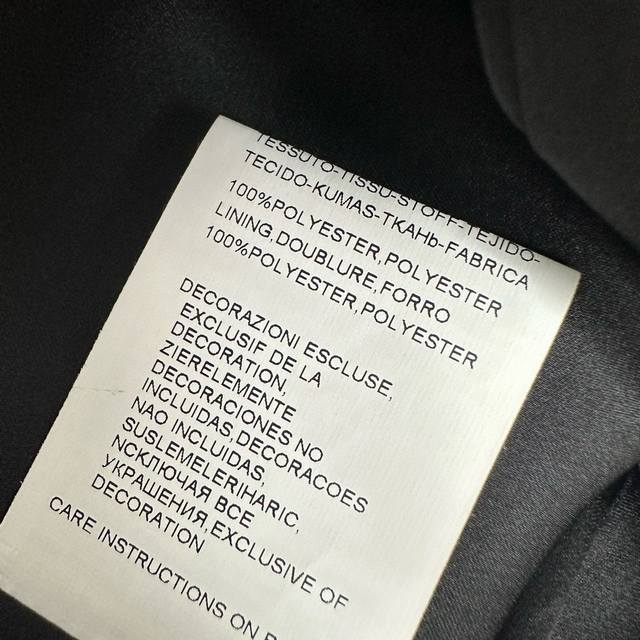 TESSUTO-TISSU-STOFF-TEJIDO-
TECIDO-KUMAS-ТКАНЬ-FABRICA
100%POLYESTER,POLYESTER
LINING,DOUBLURE,FORRO
100%POLYESTER,POLYESTER
DECORAZIONI ESCLUSE,
EXCLUSIF DE LA
DECORATION,
ZIERELEMENTE
DECORACIONES NO
INCLUIDAS,DECORACOES
NAO INCLUIDAS,
SUSLEMELERIHARIC,
NСКЛЮЧАЯ ВСЕ
УКРАШЕНИЯ,EXCLUSIVE OF
DECORATION
CARE INSTRUCTIONS ON